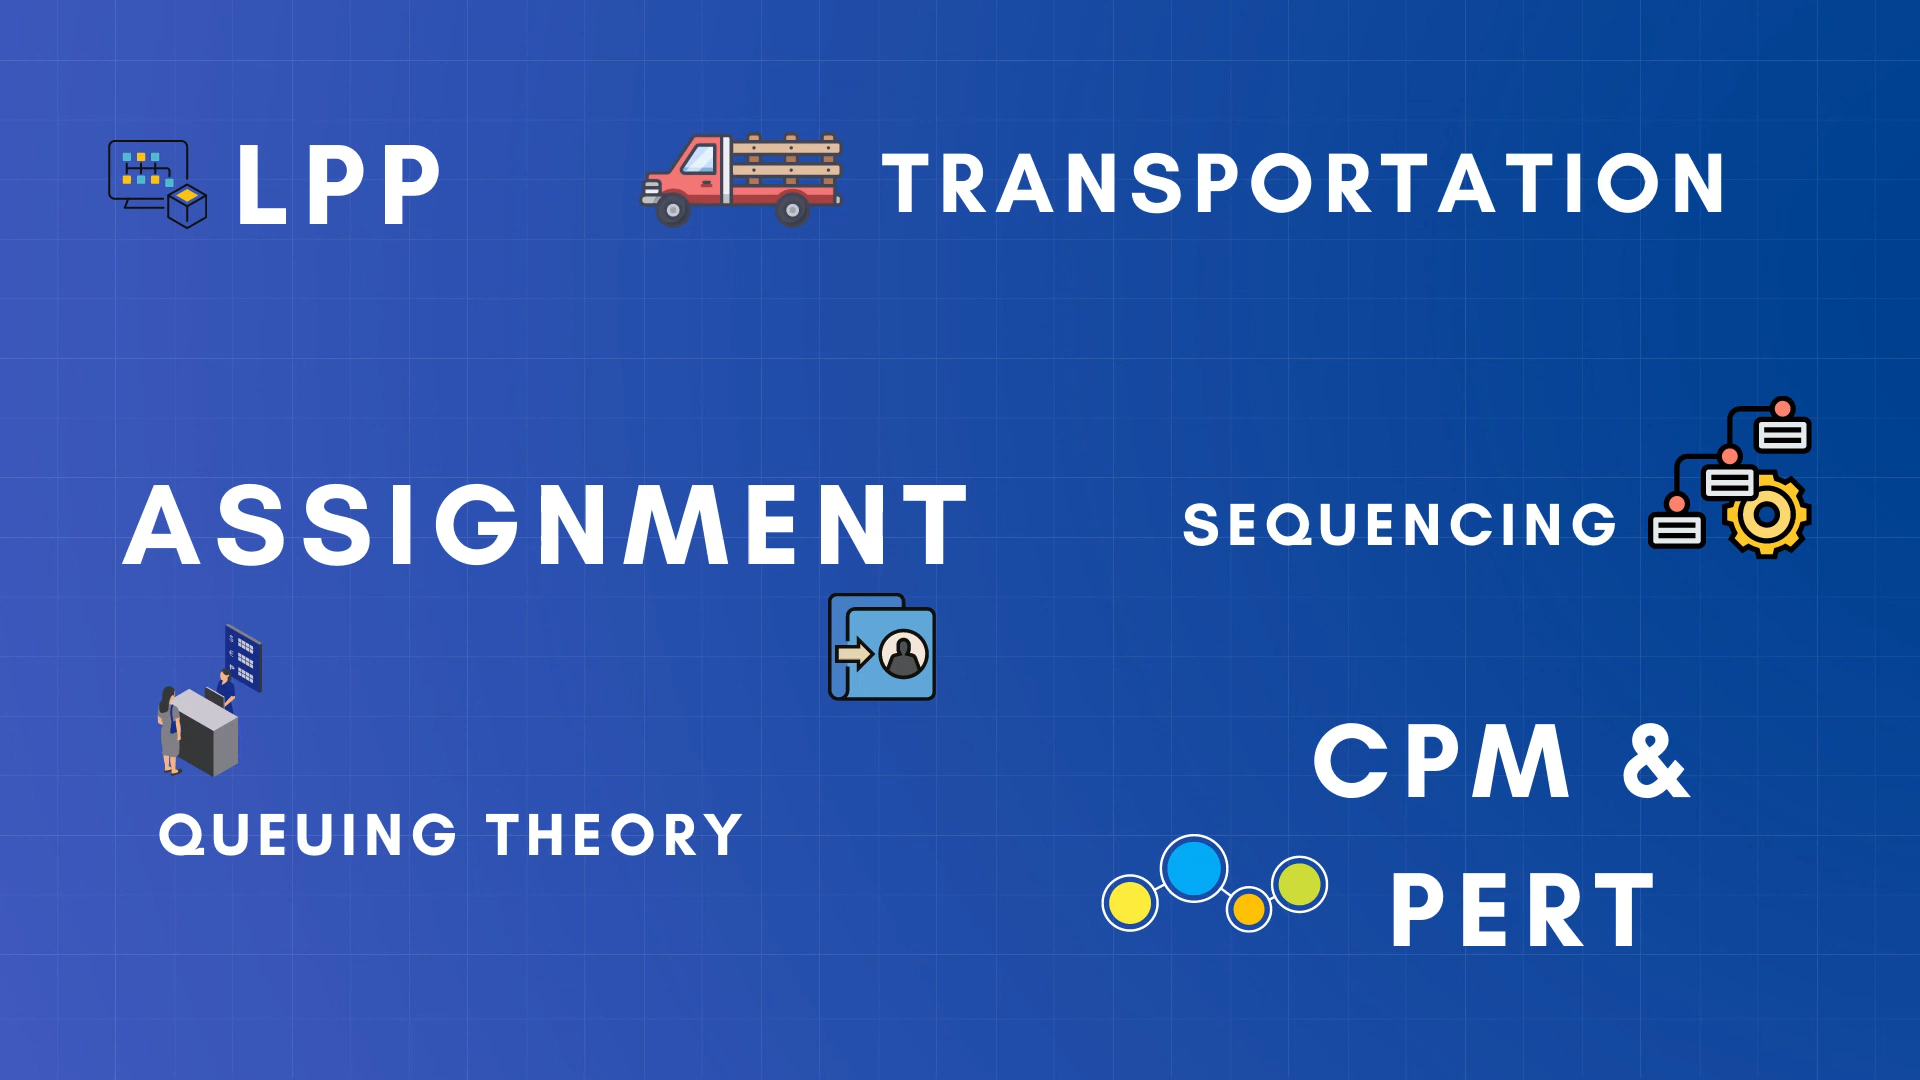 LPP
TRANSPORTATION
ASSIGNMENT
SEQUENCING
QUEUING THEORY
CPM &
PERT